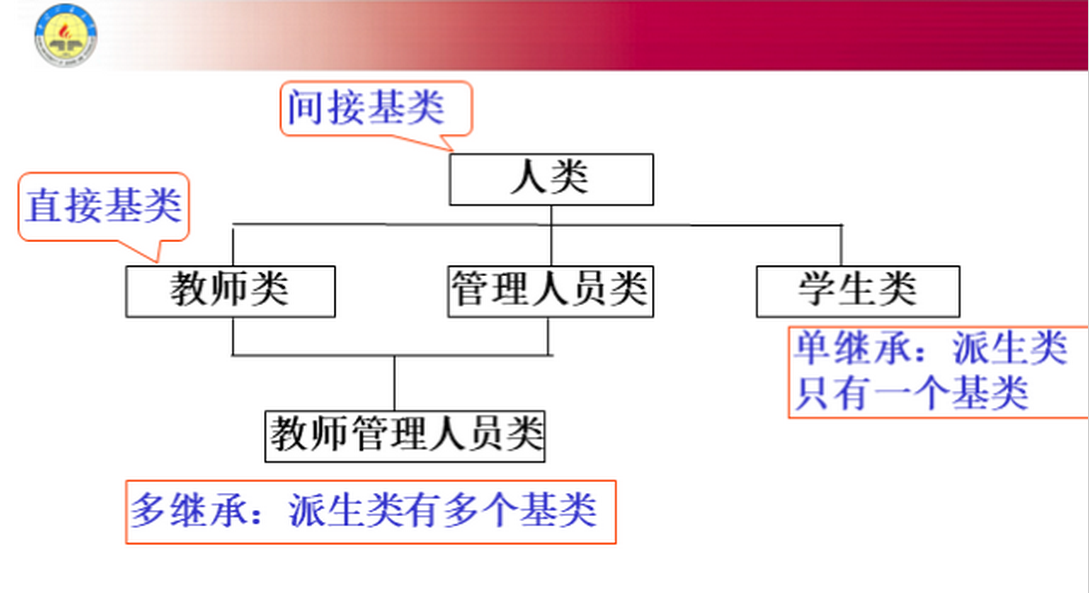 间接基类
人类
直接基类
教师类
管理人员类
学生类
单继承：派生类
只有一个基类
教师管理人员类
多继承：派生类有多个基类